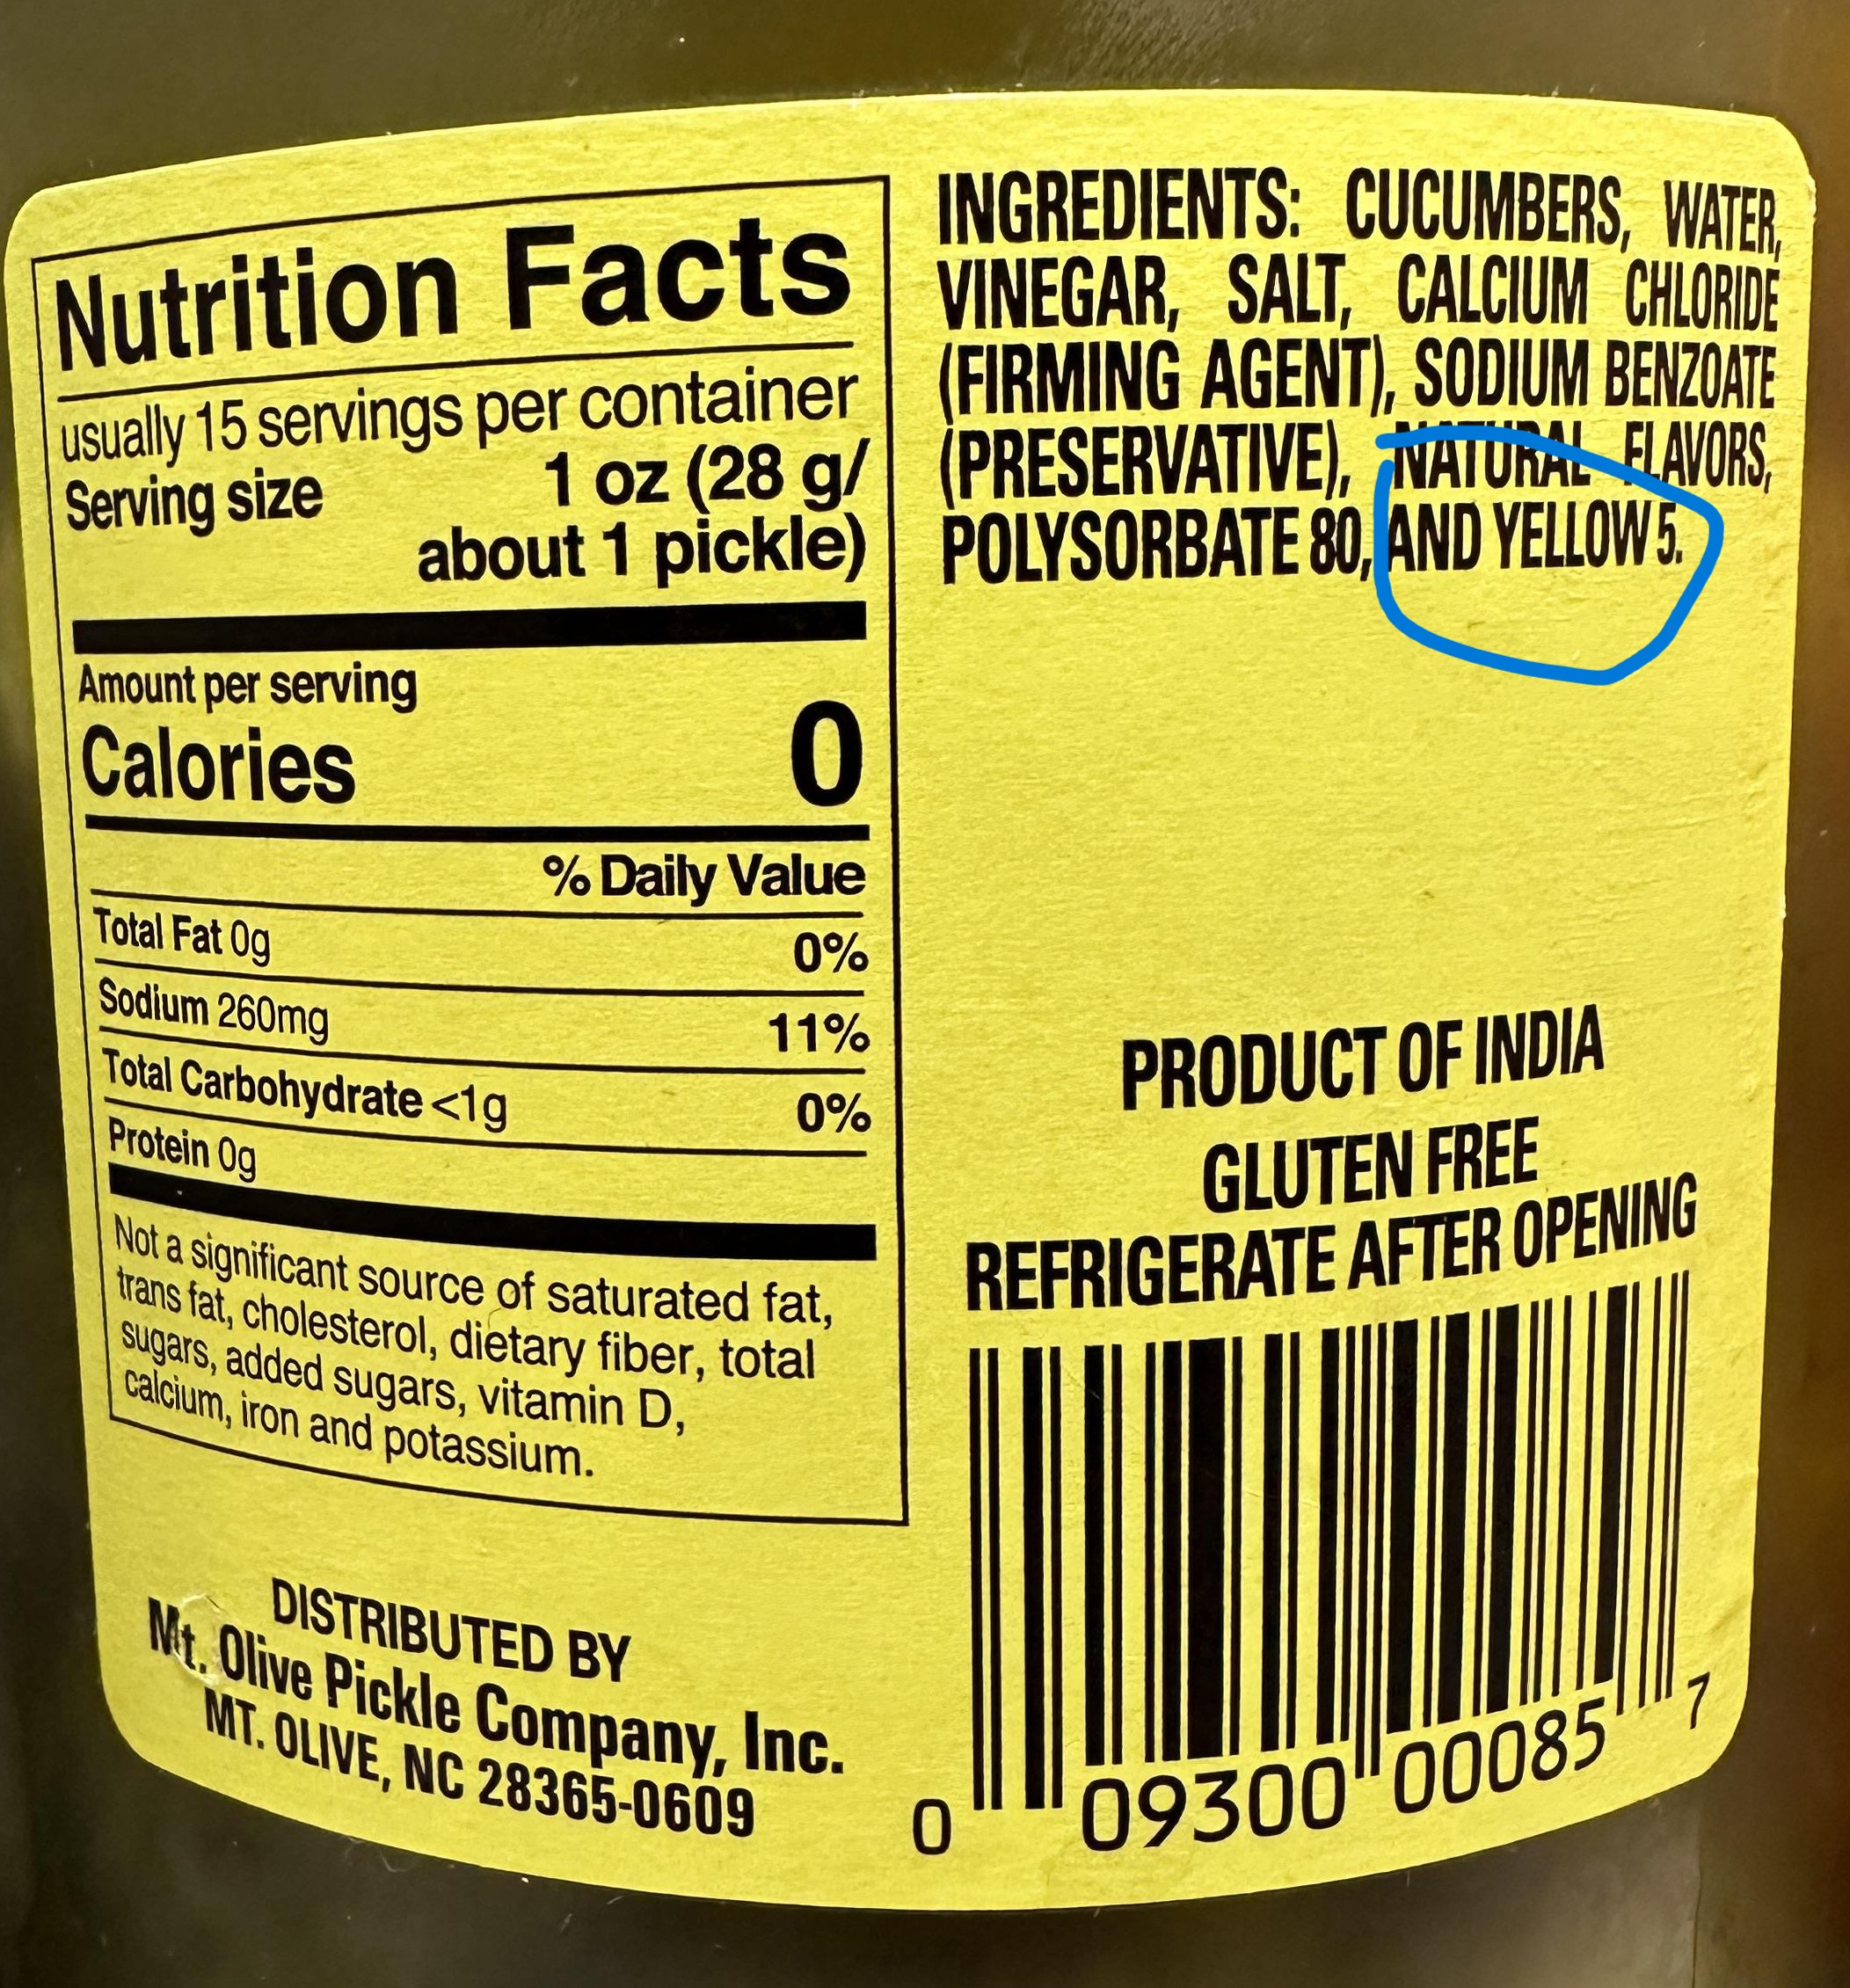 Nutrition Facts
usually 15 servings per container
Serving size 1 oz (28 g/
about 1 pickle)
Amount per serving
Calories 0
% Daily Value
Total Fat 0g 0%
Sodium 260mg 11%
Total Carbohydrate <1g 0%
Protein 0g
Not a significant source of saturated fat,
trans fat, cholesterol, dietary fiber, total
sugars, added sugars, vitamin D,
calcium, iron and potassium.
DISTRIBUTED BY
Mt. Olive Pickle Company, Inc.
MT. OLIVE, NC 28365-0609
INGREDIENTS: CUCUMBERS, WATER,
VINEGAR, SALT, CALCIUM CHLORIDE
(FIRMING AGENT), SODIUM BENZOATE
(PRESERVATIVE), NATURAL FLAVORS,
POLYSORBATE 80, AND YELLOW 5.
PRODUCT OF INDIA
GLUTEN FREE
REFRIGERATE AFTER OPENING
0 09300 00085 7